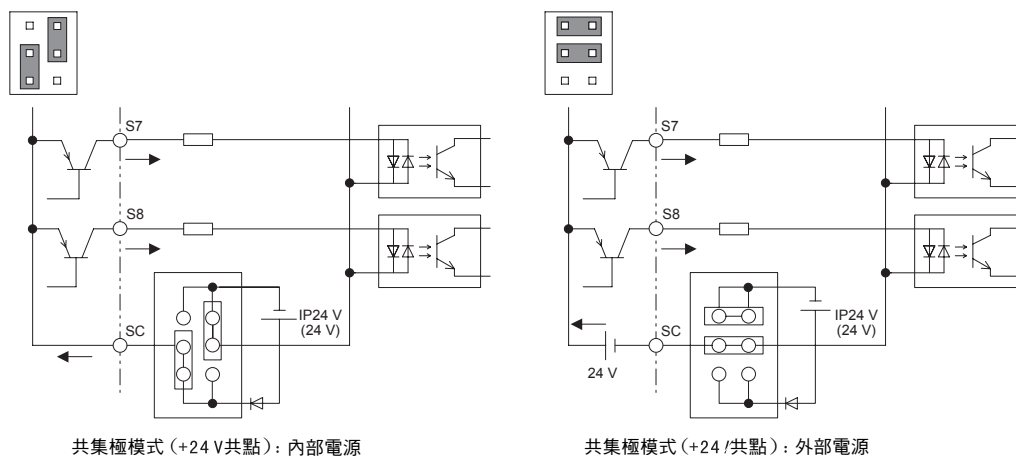 S7
S8
SC
IP24 V
(24 V)
共集極模式 (+24 V共點): 內部電源
S7
S8
SC
24 V
IP24 V
(24 V)
共集極模式 (+24 /共點): 外部電源